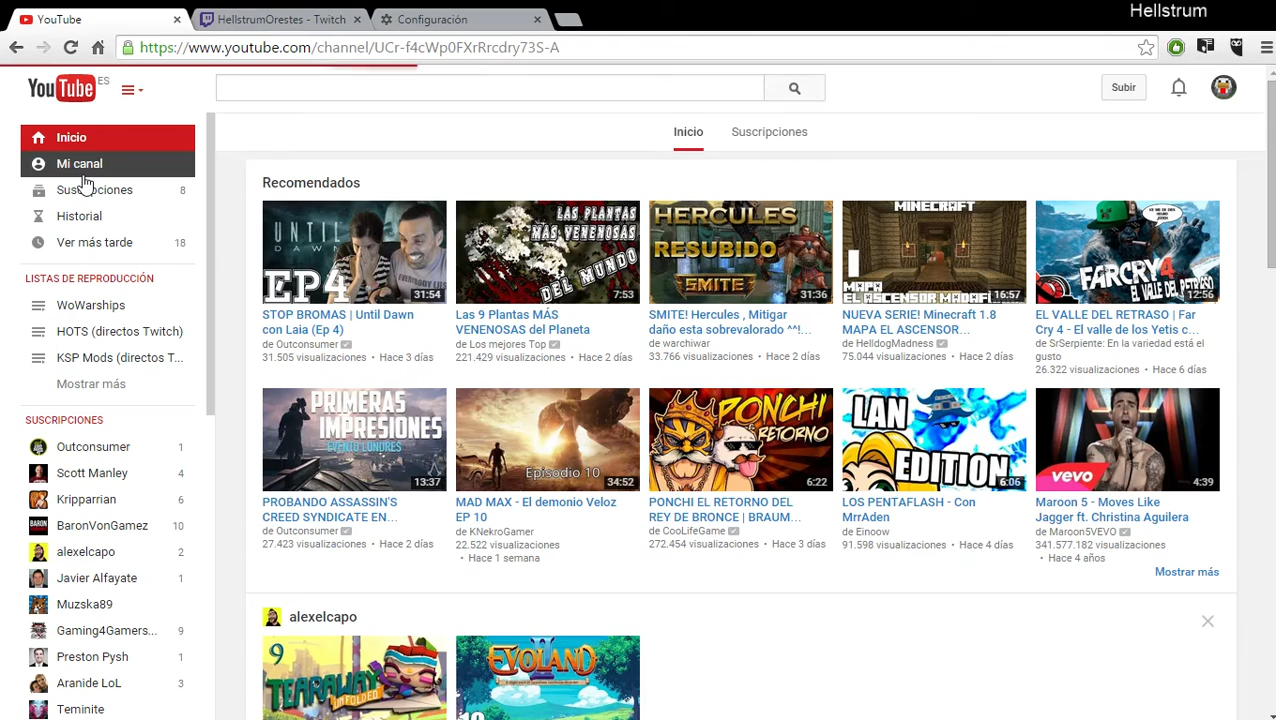 Hellstrum
YouTube
HellstrumOrestes - Twitch
Configuración
https://www.youtube.com/channel/UCr-f4cWp0FXrRrcdry73S-A
YouTube ES
Subir
Inicio
Mi canal
Suscripciones 8
Historial
Ver más tarde 18
LISTAS DE REPRODUCCIÓN
WoWarships
HOTS (directos Twitch)
KSP Mods (directos T...
Mostrar más
SUSCRIPCIONES
Outconsumer 1
Scott Manley 4
Kripparrian 6
BaronVonGamez 10
alexelcapo 2
Javier Alfayate 1
Muzska89
Gaming4Gamers... 9
Preston Pysh 1
Aranide LoL 3
Teminite
Inicio
Suscripciones
Recomendados
UNTIL DAWN
EP4
31:54
STOP BROMAS | Until Dawn
con Laia (Ep 4)
de Outconsumer
31.505 visualizaciones • Hace 3 días
LAS PLANTAS
MÁS VENENOSAS
DEL MUNDO
7:53
Las 9 Plantas MÁS
VENENOSAS del Planeta
de Los mejores Top
221.429 visualizaciones • Hace 2 días
HERCULES
RESUBIDO
SMITE
31:36
SMITE! Hercules , Mitigar
daño esta sobrevalorado ^^!...
de warchiwar
33.766 visualizaciones • Hace 2 días
MINECRAFT
MAPA
EL ASCENSOR MADAFA
16:57
NUEVA SERIE! Minecraft 1.8
MAPA EL ASCENSOR...
de HelldogMadness
75.044 visualizaciones • Hace 2 días
FARCRY 4
EL VALLE DEL RETRASO
12:56
EL VALLE DEL RETRASO | Far
Cry 4 - El valle de los Yetis c...
de SrSerpiente: En la variedad está el
gusto
26.322 visualizaciones • Hace 6 días
PRIMERAS
IMPRESIONES
EVENTO LONDRES
13:37
PROBANDO ASSASSIN'S
CREED SYNDICATE EN...
de Outconsumer
27.423 visualizaciones • Hace 2 días
Episodio 10
34:52
MAD MAX - El demonio Veloz
EP 10
de KNekroGamer
22.522 visualizaciones
• Hace 1 semana
PONCHI
RETORNO
6:22
PONCHI EL RETORNO DEL
REY DE BRONCE | BRAUM...
de CooLifeGame
272.454 visualizaciones • Hace 3 días
LAN
EDITION
6:06
LOS PENTAFLASH - Con
MrrAden
de Einoow
91.598 visualizaciones • Hace 4 días
vevo
4:39
Maroon 5 - Moves Like
Jagger ft. Christina Aguilera
de Maroon5VEVO
341.577.182 visualizaciones
• Hace 4 años
Mostrar más
alexelcapo
9
TEARAWAY
UNFOLDED
EVOLAND